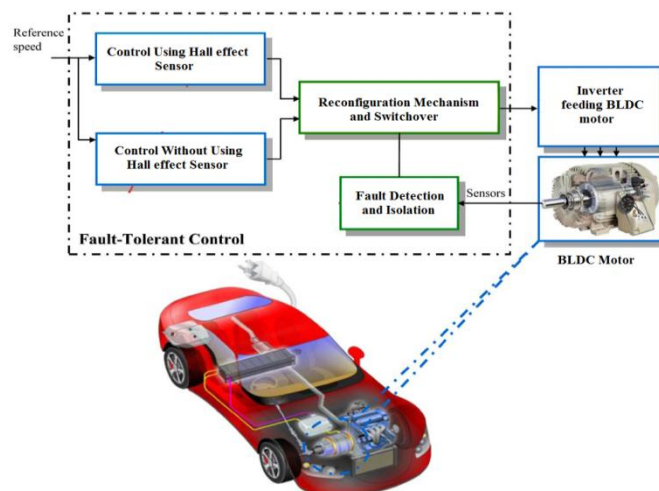 Reference
speed
Control Using Hall effect
Sensor
Control Without Using
Hall effect Sensor
Reconfiguration Mechanism
and Switchover
Inverter
feeding BLDC
motor
Fault Detection
and Isolation
Sensors
Fault-Tolerant Control
BLDC Motor